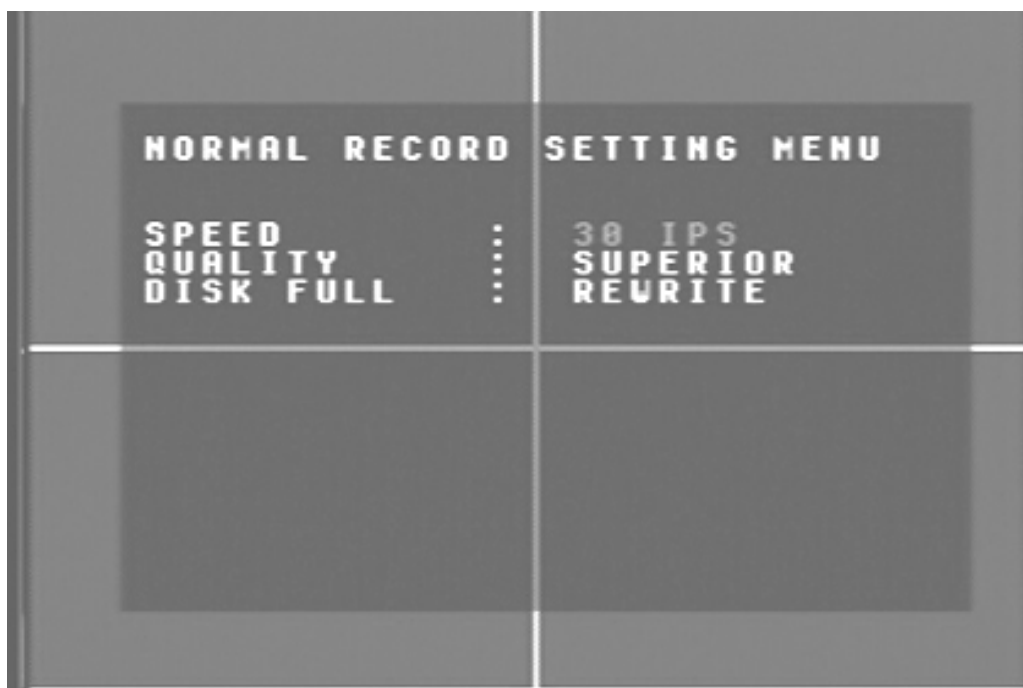 NORMAL RECORD SETTING MENU
SPEED : 30 IPS
QUALITY : SUPERIOR
DISK FULL : REWRITE